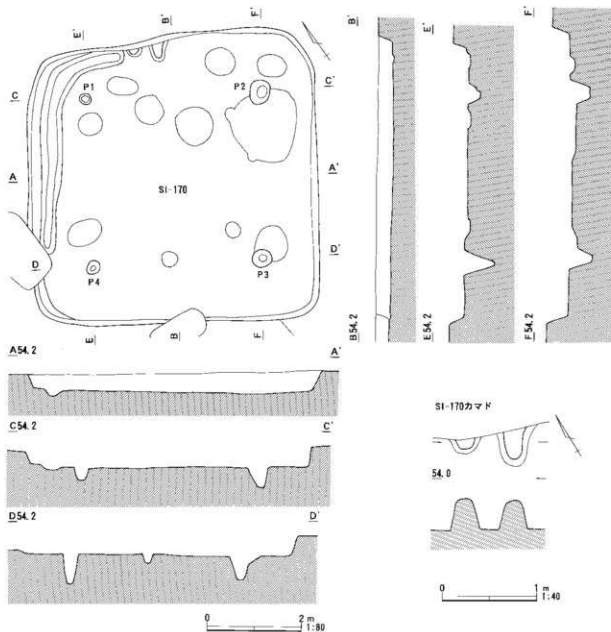 E'
B'
F'
C
C'
P1
P2
A
A'
SI-170
D
D'
P4
P3
E
B
F
B'
E'
F'
B54.2
E54.2
F54.2
A54.2
A'
C54.2
C'
D54.2
D'
0 2 m
1:80
SI-170カマド
54.0
0 1 m
1:40